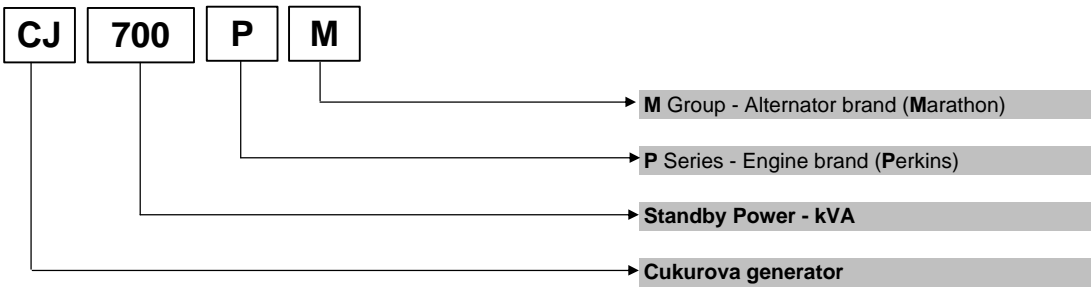 CJ 700 P M
M Group - Alternator brand (Marathon)
P Series - Engine brand (Perkins)
Standby Power - kVA
Cukurova generator